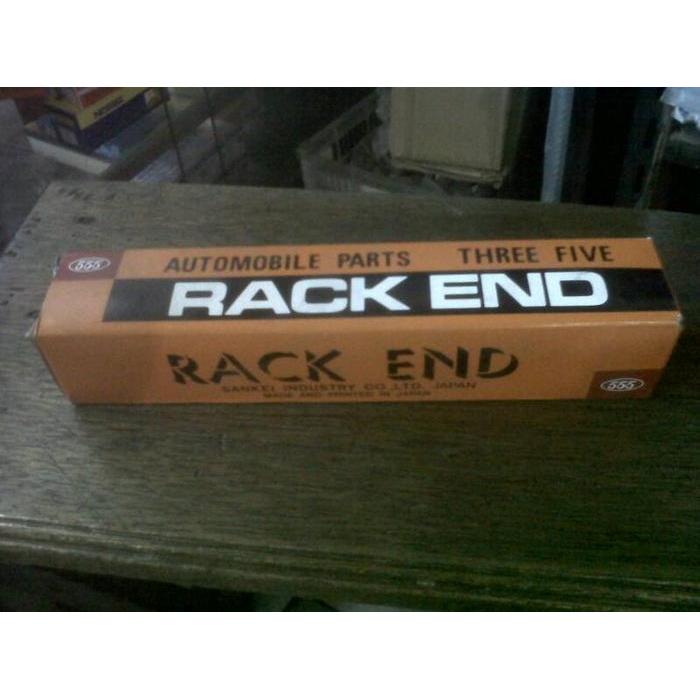 555
AUTOMOBILE PARTS THREE FIVE
RACK END
RACK END
SANKEI INDUSTRY CO.,LTD. JAPAN
MADE AND PRINTED IN JAPAN
555